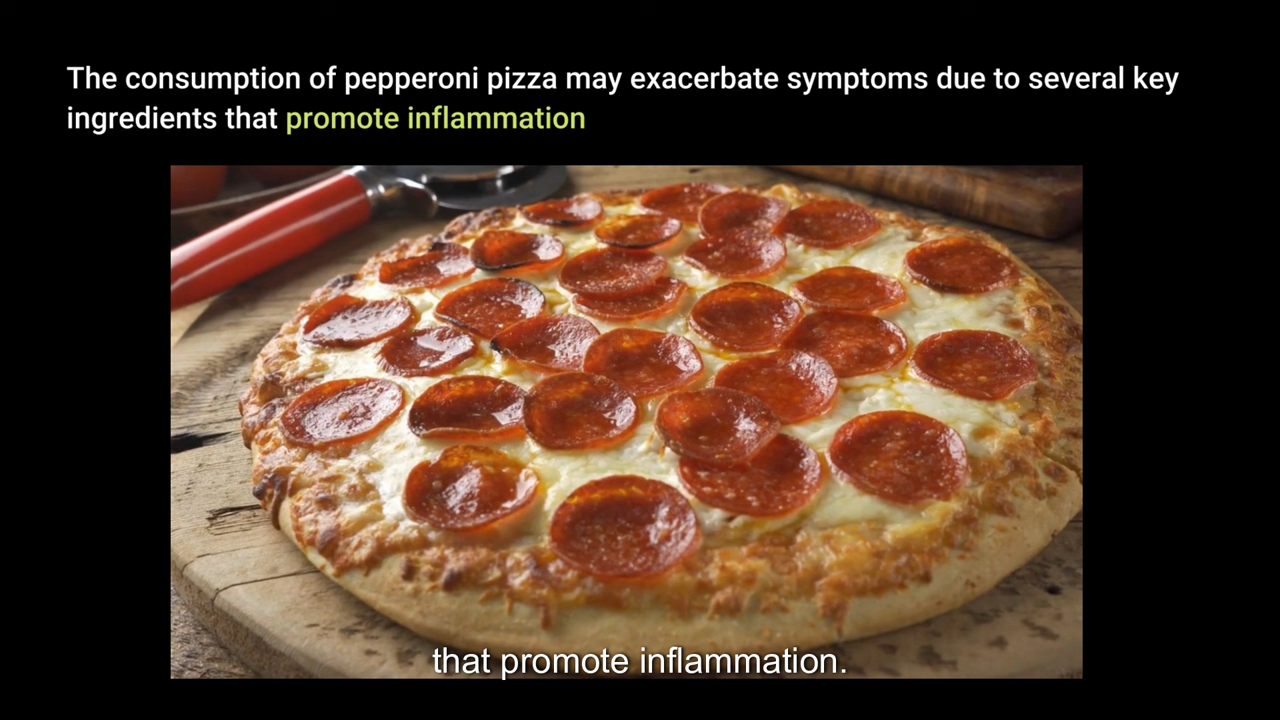 The consumption of pepperoni pizza may exacerbate symptoms due to several key
ingredients that promote inflammation
that promote inflammation.